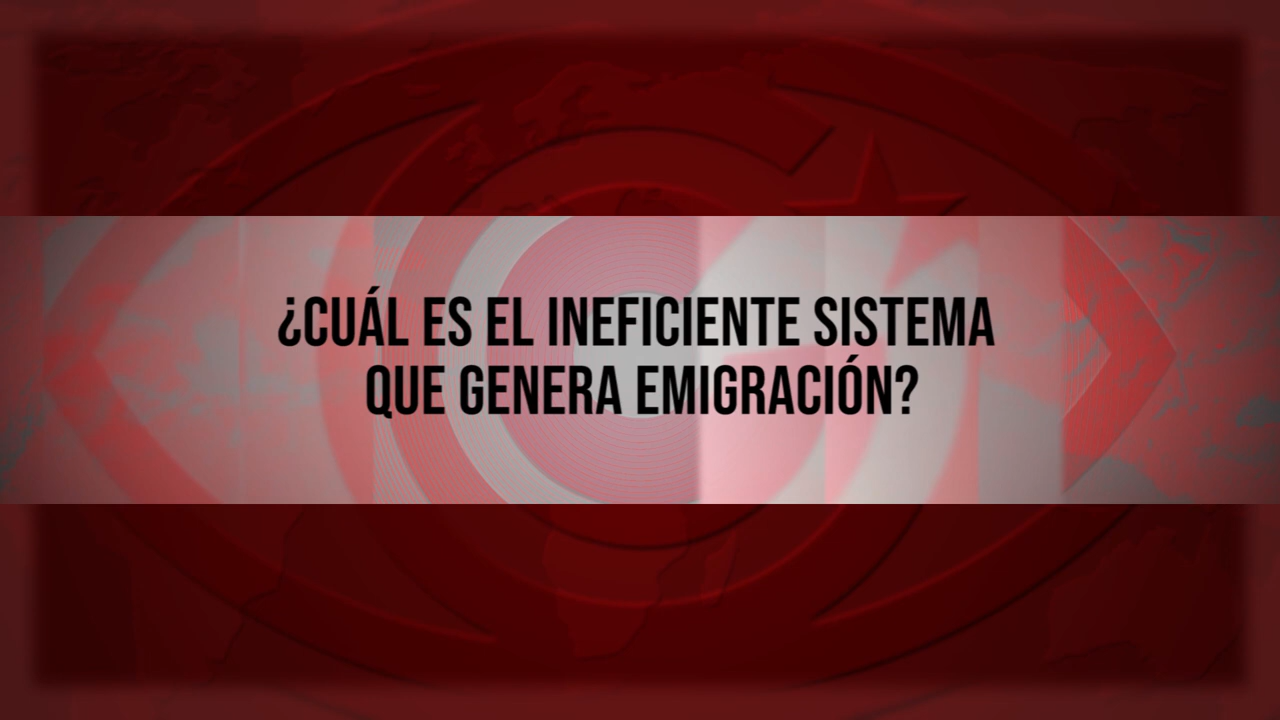 ¿CUÁL ES EL INEFICIENTE SISTEMA
QUE GENERA EMIGRACIÓN?